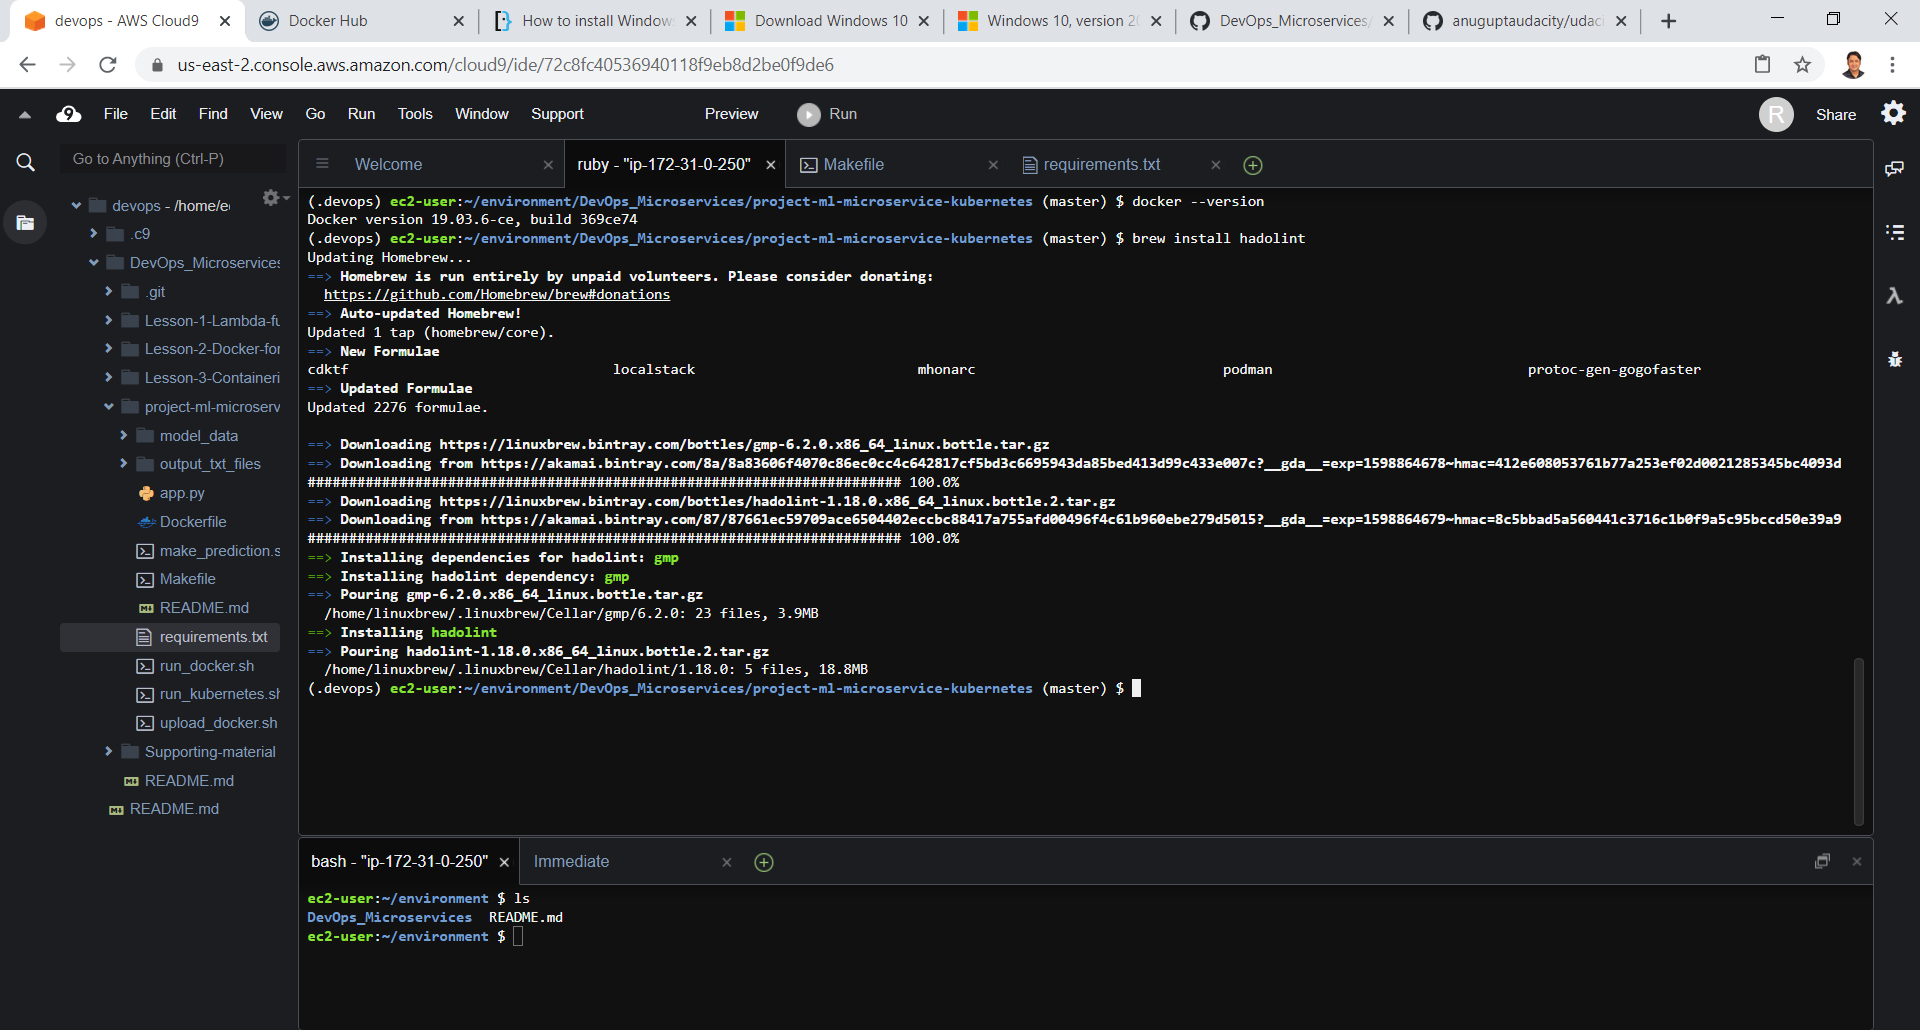 devops - AWS Cloud9
Docker Hub
How to install Window
Download Windows 10
Windows 10, version 20
DevOps_Microservices/
anuguptaudacity/udaci
us-east-2.console.aws.amazon.com/cloud9/ide/72c8fc40536940118f9eb8d2be0f9de6
9 File Edit Find View Go Run Tools Window Support Preview Run R Share
Go to Anything (Ctrl-P)
Welcome
ruby - "ip-172-31-0-250"
Makefile
requirements.txt
devops - /home/e
.c9
DevOps_Microservices
.git
Lesson-1-Lambda-fu
Lesson-2-Docker-for
Lesson-3-Containeri
project-ml-microserv
model_data
output_txt_files
app.py
Dockerfile
make_prediction.s
Makefile
README.md
requirements.txt
run_docker.sh
run_kubernetes.sh
upload_docker.sh
Supporting-material
README.md
README.md
(.devops) ec2-user:~/environment/DevOps_Microservices/project-ml-microservice-kubernetes (master) $ docker --version
Docker version 19.03.6-ce, build 369ce74
(.devops) ec2-user:~/environment/DevOps_Microservices/project-ml-microservice-kubernetes (master) $ brew install hadolint
Updating Homebrew...
==> Homebrew is run entirely by unpaid volunteers. Please consider donating:
https://github.com/Homebrew/brew#donations
==> Auto-updated Homebrew!
Updated 1 tap (homebrew/core).
==> New Formulae
cdktf localstack mhonarc podman protoc-gen-gogofaster
==> Updated Formulae
Updated 2276 formulae.
==> Downloading https://linuxbrew.bintray.com/bottles/gmp-6.2.0.x86_64_linux.bottle.tar.gz
==> Downloading from https://akamai.bintray.com/8a/8a83606f4070c86ec0cc4c642817cf5bd3c6695943da85bed413d99c433e007c?__gda__=exp=1598864678~hmac=412e608053761b77a253ef02d0021285345bc4093d
######################################################################## 100.0%
==> Downloading https://linuxbrew.bintray.com/bottles/hadolint-1.18.0.x86_64_linux.bottle.2.tar.gz
==> Downloading from https://akamai.bintray.com/87/87661ec59709ace6504402eccbc88417a755afd00496f4c61b960ebe279d5015?__gda__=exp=1598864679~hmac=8c5bbad5a560441c3716c1b0f9a5c95bccd50e39a9
######################################################################## 100.0%
==> Installing dependencies for hadolint: gmp
==> Installing hadolint dependency: gmp
==> Pouring gmp-6.2.0.x86_64_linux.bottle.tar.gz
/home/linuxbrew/.linuxbrew/Cellar/gmp/6.2.0: 23 files, 3.9MB
==> Installing hadolint
==> Pouring hadolint-1.18.0.x86_64_linux.bottle.2.tar.gz
/home/linuxbrew/.linuxbrew/Cellar/hadolint/1.18.0: 5 files, 18.8MB
(.devops) ec2-user:~/environment/DevOps_Microservices/project-ml-microservice-kubernetes (master) $
bash - "ip-172-31-0-250"
Immediate
ec2-user:~/environment $ ls
DevOps_Microservices README.md
ec2-user:~/environment $